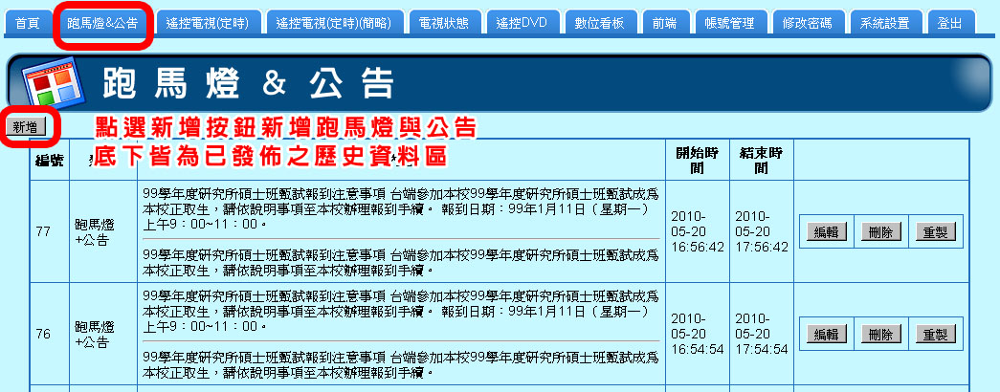 首頁 跑馬燈&公告 遙控電視(定時) 遙控電視(定時)(簡略) 電視狀態 遙控DVD 數位看板 前端 帳號管理 修改密碼 系統設置 登出
跑馬燈&公告
新增
點選新增按鈕新增跑馬燈與公告
底下皆為已發佈之歷史資料區
編號 開始時間 結束時間
77
跑馬燈
+公告
99學年度研究所碩士班甄試報到注意事項 台端參加本校99學年度研究所碩士班甄試成為
本校正取生，請依說明事項至本校辦理報到手續。 報到日期：99年1月11日（星期一）
上午9：00~11：00。
99學年度研究所碩士班甄試報到注意事項 台端參加本校99學年度研究所碩士班甄試成為
本校正取生，請依說明事項至本校辦理報到手續。
2010-
05-20
16:56:42
2010-
05-20
17:56:42
編輯 刪除 重製
76
跑馬燈
+公告
99學年度研究所碩士班甄試報到注意事項 台端參加本校99學年度研究所碩士班甄試成為
本校正取生，請依說明事項至本校辦理報到手續。 報到日期：99年1月11日（星期一）
上午9：00~11：00。
99學年度研究所碩士班甄試報到注意事項 台端參加本校99學年度研究所碩士班甄試成為
本校正取生，請依說明事項至本校辦理報到手續。
2010-
05-20
16:54:54
2010-
05-20
17:54:54
編輯 刪除 重製